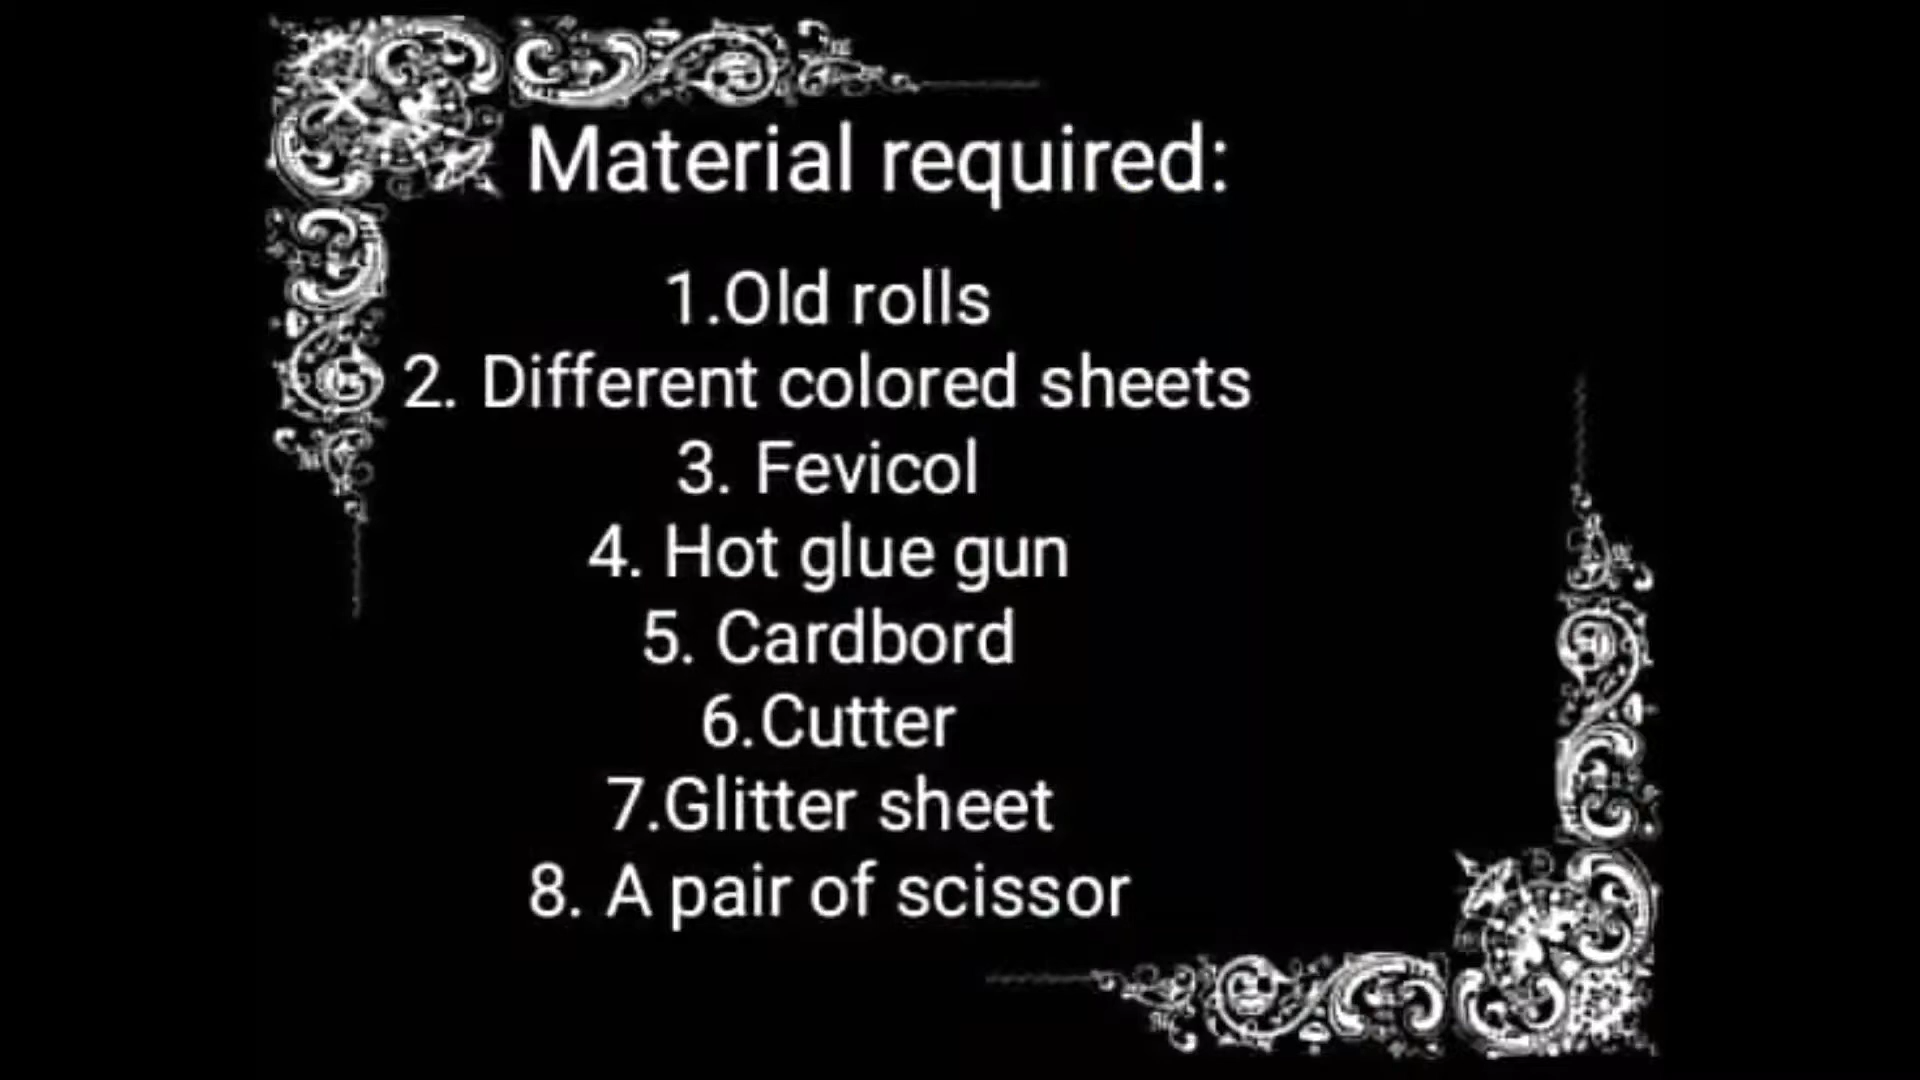 Material required:
1.Old rolls
2. Different colored sheets
3. Fevicol
4. Hot glue gun
5. Cardbord
6.Cutter
7.Glitter sheet
8. A pair of scissor